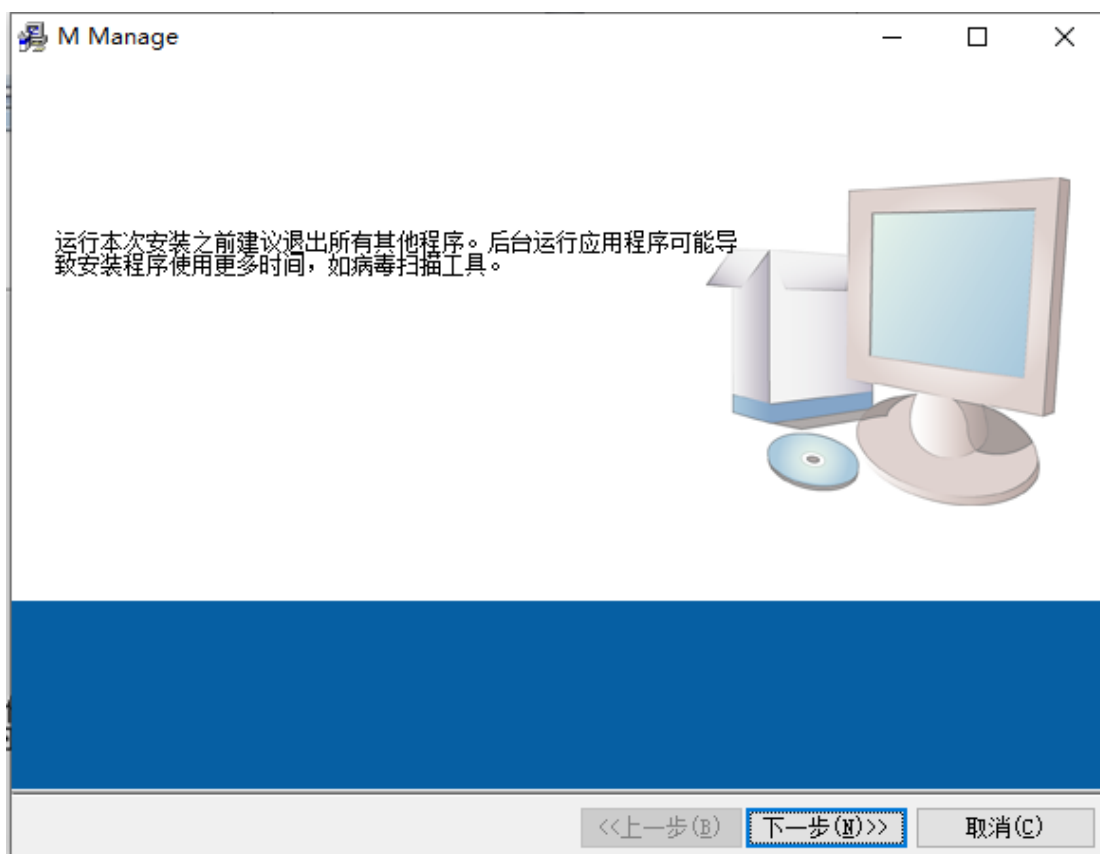 M Manage
运行本次安装之前建议退出所有其他程序。后台运行应用程序可能导
致安装程序使用更多时间，如病毒扫描工具。
<<上一步(B)
下一步(N)>>
取消(C)